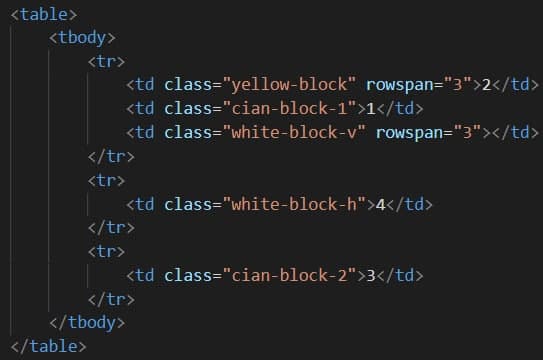 <table>
<tbody>
<tr>
<td class="yellow-block" rowspan="3">2</td>
<td class="cian-block-1">1</td>
<td class="white-block-v" rowspan="3"></td>
</tr>
<tr>
<td class="white-block-h">4</td>
</tr>
<tr>
<td class="cian-block-2">3</td>
</tr>
</tbody>
</table>